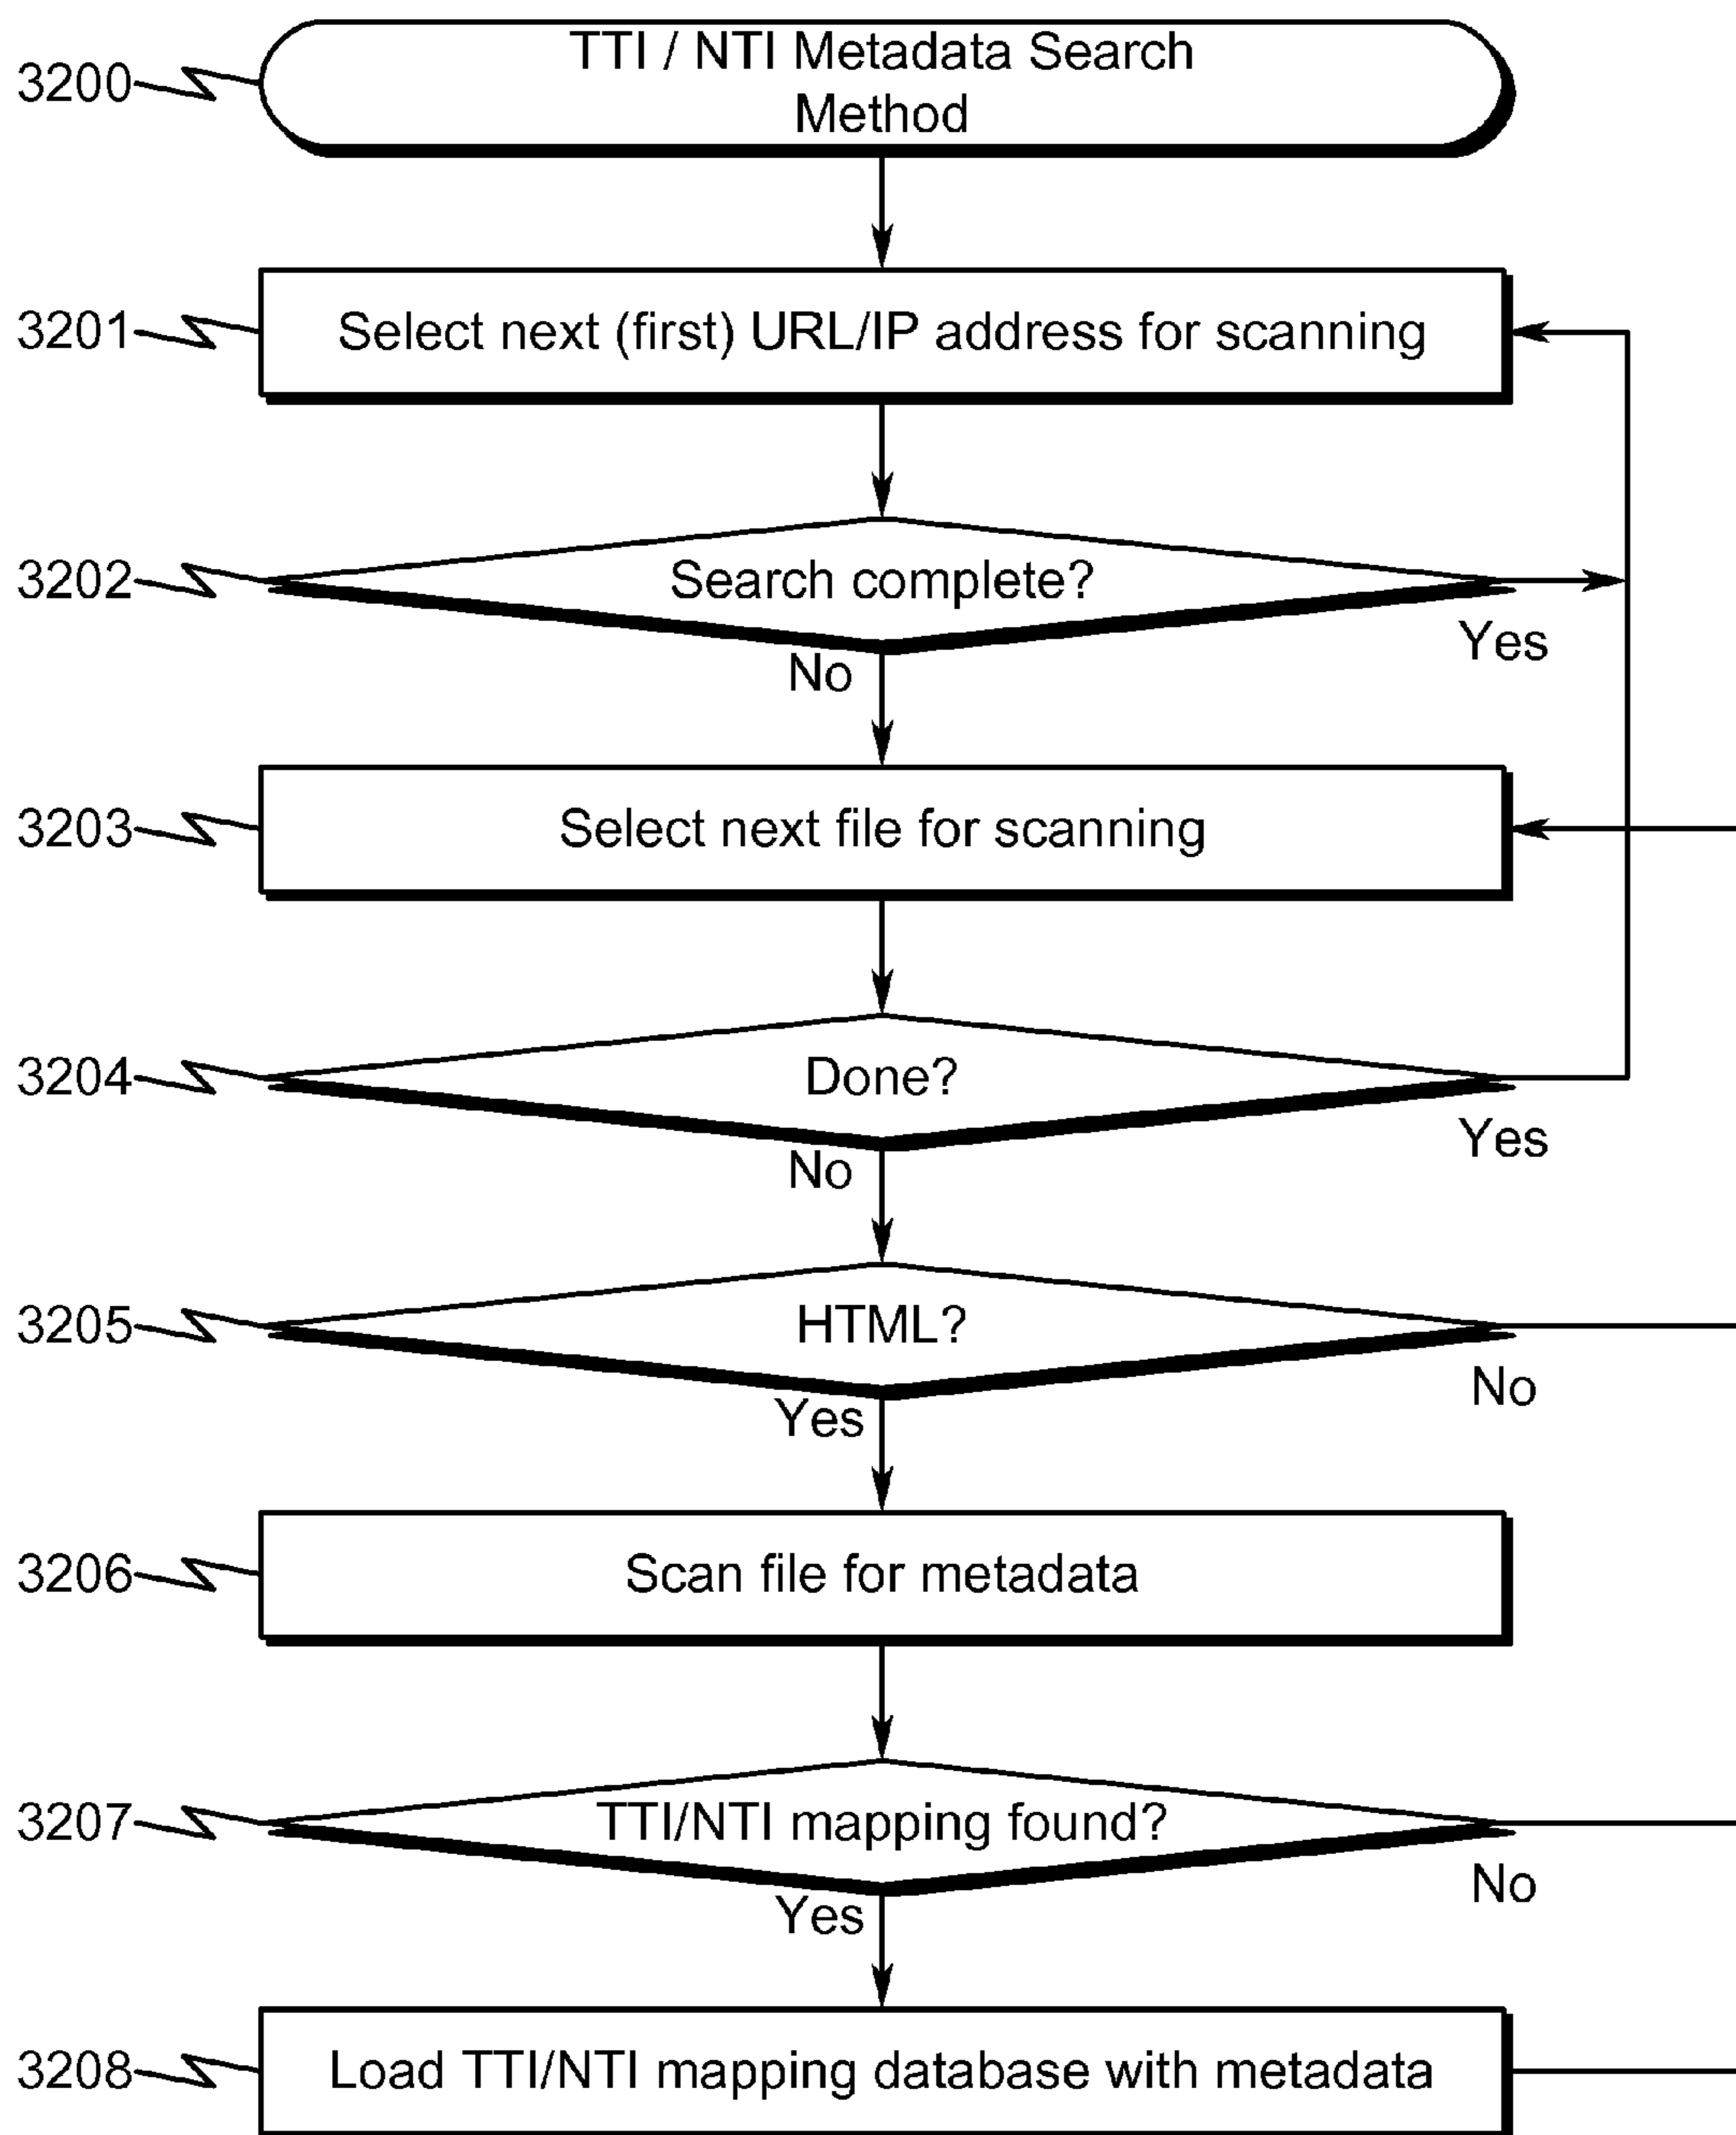 3200
TTI / NTI Metadata Search
Method
3201
Select next (first) URL/IP address for scanning
3202
Search complete?
Yes
No
3203
Select next file for scanning
3204
Done?
Yes
No
3205
HTML?
No
Yes
3206
Scan file for metadata
3207
TTI/NTI mapping found?
No
Yes
3208
Load TTI/NTI mapping database with metadata